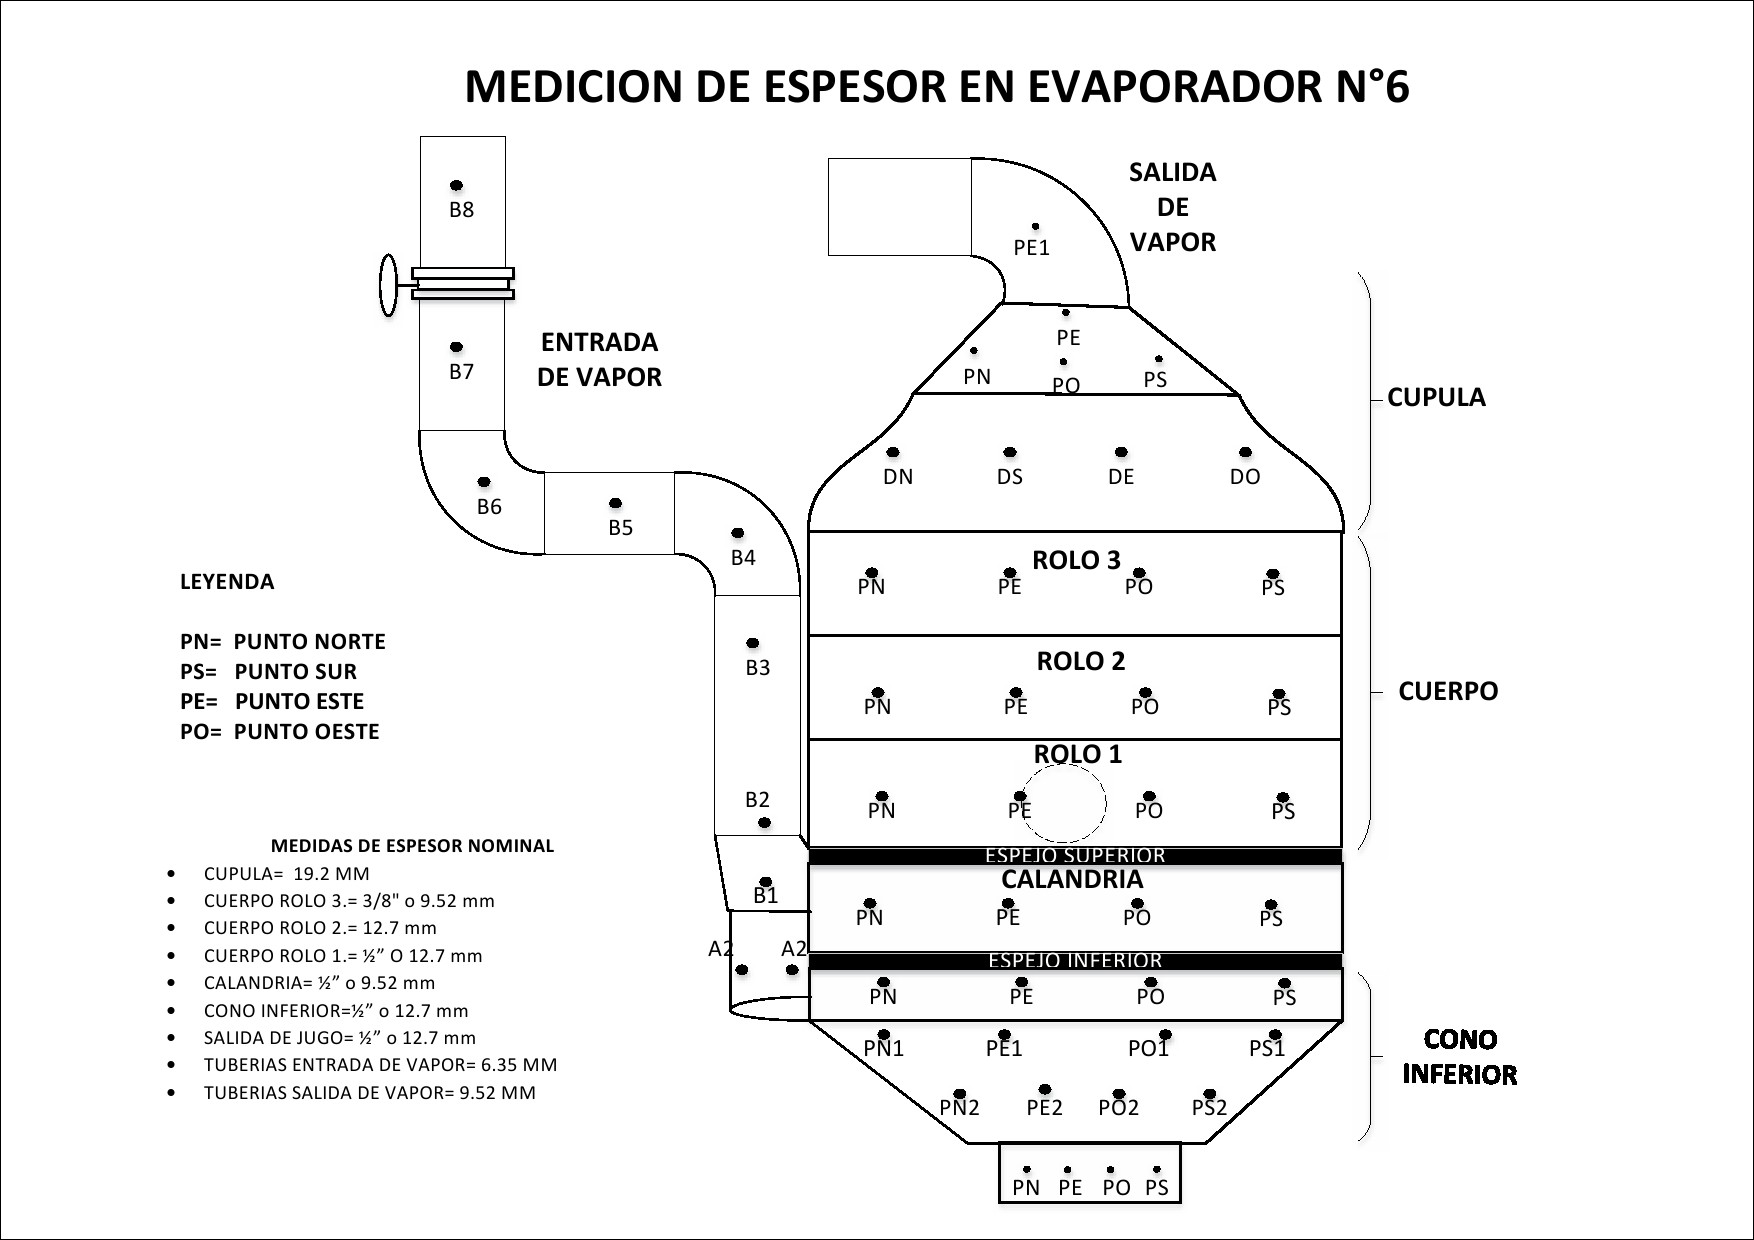 MEDICION DE ESPESOR EN EVAPORADOR N°6
B8
B7
B6
B5
B4
B3
B2
B1
A2 A2
ENTRADA
DE VAPOR
SALIDA
DE
VAPOR
PE1
PE
PN PO PS
DN DS DE DO
CUPULA
ROLO 3
PN PE PO PS
ROLO 2
PN PE PO PS
CUERPO
ROLO 1
PN PE PO PS
ESPEJO SUPERIOR
CALANDRIA
PN PE PO PS
ESPEJO INFERIOR
PN PE PO PS
PN1 PE1 PO1 PS1
PN2 PE2 PO2 PS2
CONO
INFERIOR
PN PE PO PS
LEYENDA
PN= PUNTO NORTE
PS= PUNTO SUR
PE= PUNTO ESTE
PO= PUNTO OESTE
MEDIDAS DE ESPESOR NOMINAL
• CUPULA= 19.2 MM
• CUERPO ROLO 3.= 3/8" o 9.52 mm
• CUERPO ROLO 2.= 12.7 mm
• CUERPO ROLO 1.= ½” O 12.7 mm
• CALANDRIA= ½” o 9.52 mm
• CONO INFERIOR=½” o 12.7 mm
• SALIDA DE JUGO= ½” o 12.7 mm
• TUBERIAS ENTRADA DE VAPOR= 6.35 MM
• TUBERIAS SALIDA DE VAPOR= 9.52 MM